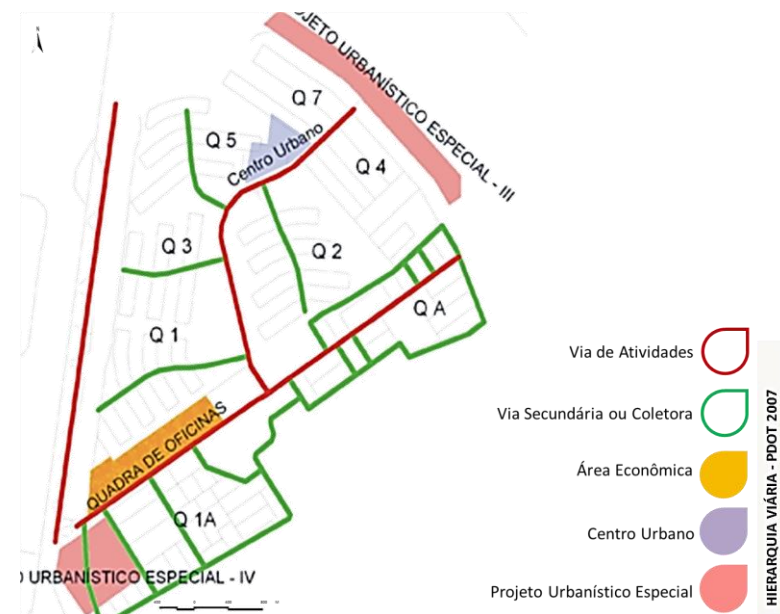 OJETO URBANÍSTICO ESPECIAL - III
Q 7
Q 5
Centro Urbano
Q 4
Q 3
Q 2
Q A
Q 1
QUADRA DE OFICINAS
Q 1A
O URBANÍSTICO ESPECIAL - IV
Via de Atividades
Via Secundária ou Coletora
Área Econômica
Centro Urbano
Projeto Urbanístico Especial
HIERARQUIA VIÁRIA - PDOT 2007